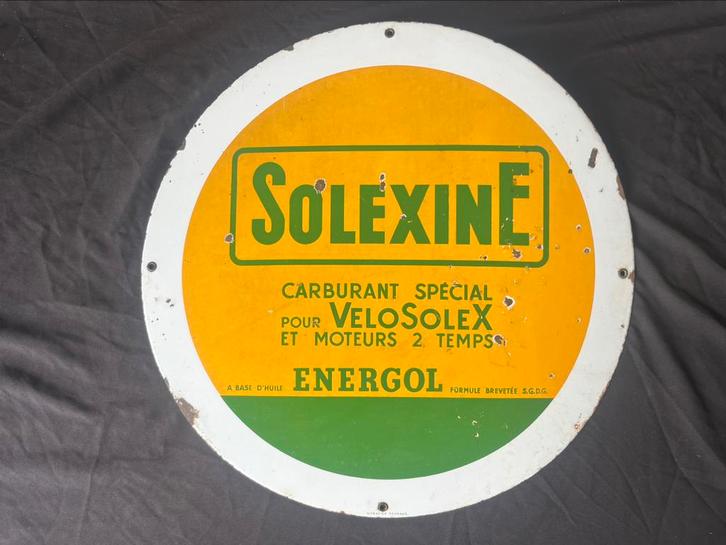 SOLEXINE
CARBURANT SPÉCIAL
POUR VELOSOLEX
ET MOTEURS 2 TEMPS
A BASE D'HUILE ENERGOL FORMULE BREVETÉE S.G.D.G.